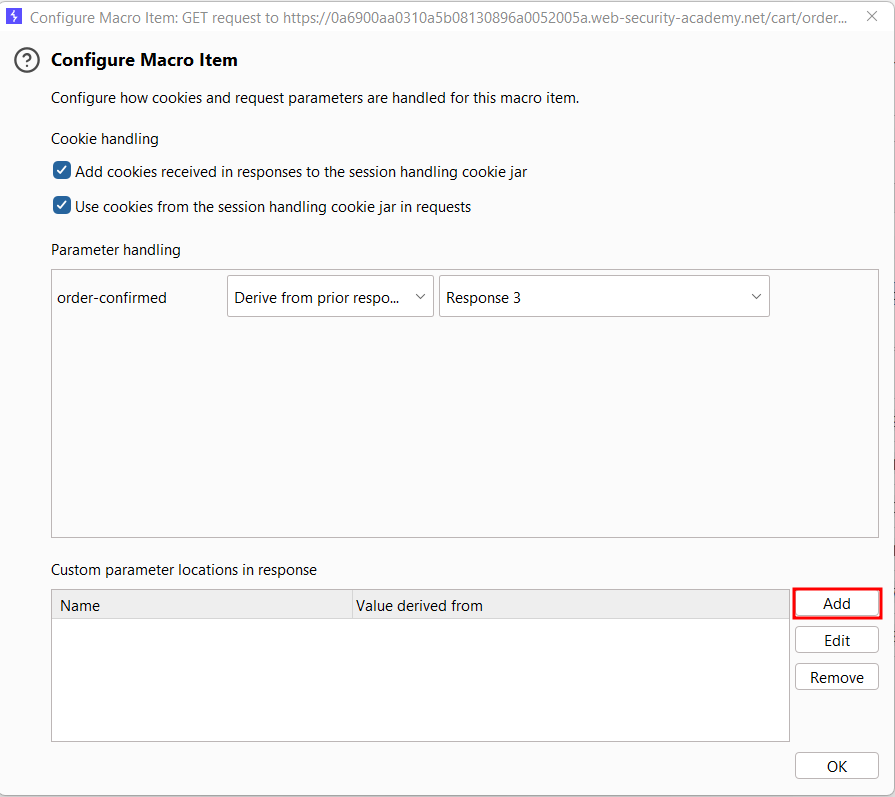 Configure Macro Item: GET request to https://0a6900aa0310a5b08130896a0052005a.web-security-academy.net/cart/order...
Configure Macro Item
Configure how cookies and request parameters are handled for this macro item.
Cookie handling
Add cookies received in responses to the session handling cookie jar
Use cookies from the session handling cookie jar in requests
Parameter handling
order-confirmed Derive from prior respo... Response 3
Custom parameter locations in response
Name Value derived from
Add
Edit
Remove
OK